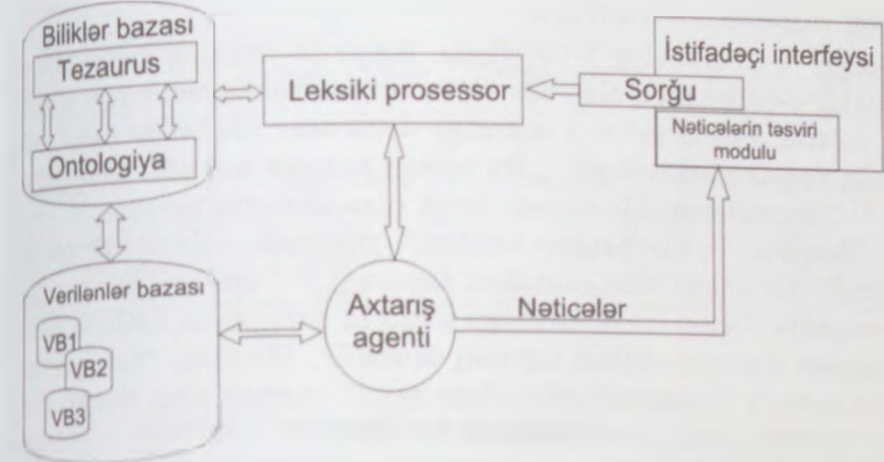 Biliklər bazası
Tezaurus
Ontologiya
Leksiki prosessor
İstifadəçi interfeysi
Sorğu
Nəticələrin təsviri
modulu
Verilənlər bazası
VB1
VB2
VB3
Axtarış
agenti
Nəticələr